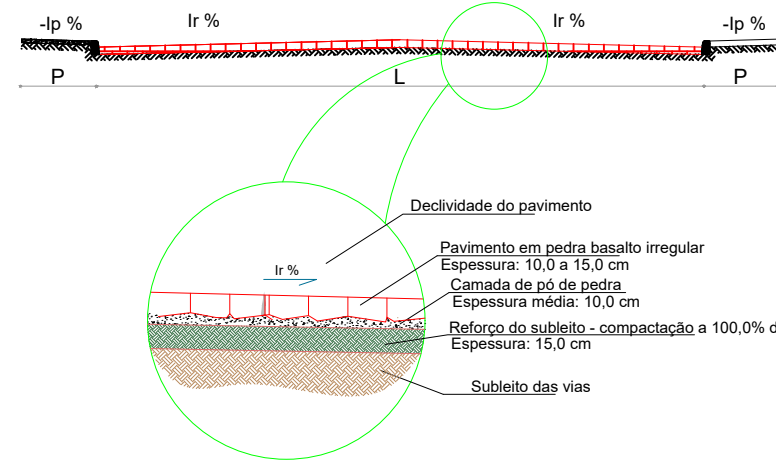 -Ip %
Ir %
Ir %
-Ip %
P
L
P
Declividade do pavimento
Ir %
Pavimento em pedra basalto irregular
Espessura: 10,0 a 15,0 cm
Camada de pó de pedra
Espessura média: 10,0 cm
Reforço do subleito - compactação a 100,0% d
Espessura: 15,0 cm
Subleito das vias